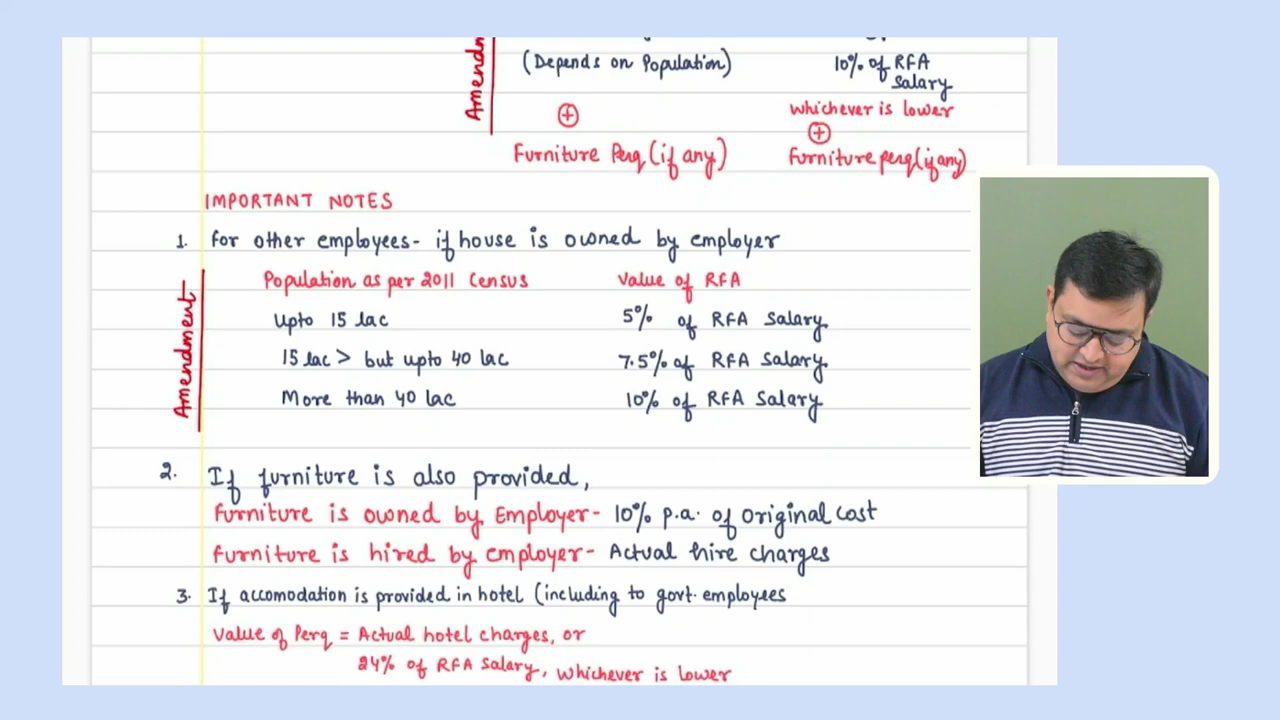 Amendm
(Depends on Population)
10% of RFA
Salary
whichever is lower
+
+
Furniture Perq (if any)
Furniture perq (if any)
IMPORTANT NOTES
1. for other employees- if house is owned by employer
Amendment
Population as per 2011 Census
Value of RFA
Upto 15 lac
5% of RFA Salary
15 lac > but upto 40 lac
7.5% of RFA Salary
More than 40 lac
10% of RFA Salary
2. If furniture is also provided,
Furniture is owned by Employer- 10% p.a. of original cost
furniture is hired by employer- Actual hire charges
3. If accomodation is provided in hotel (including to govt. employees
Value of Perq = Actual hotel charges, or
24% of RFA Salary, whichever is lower